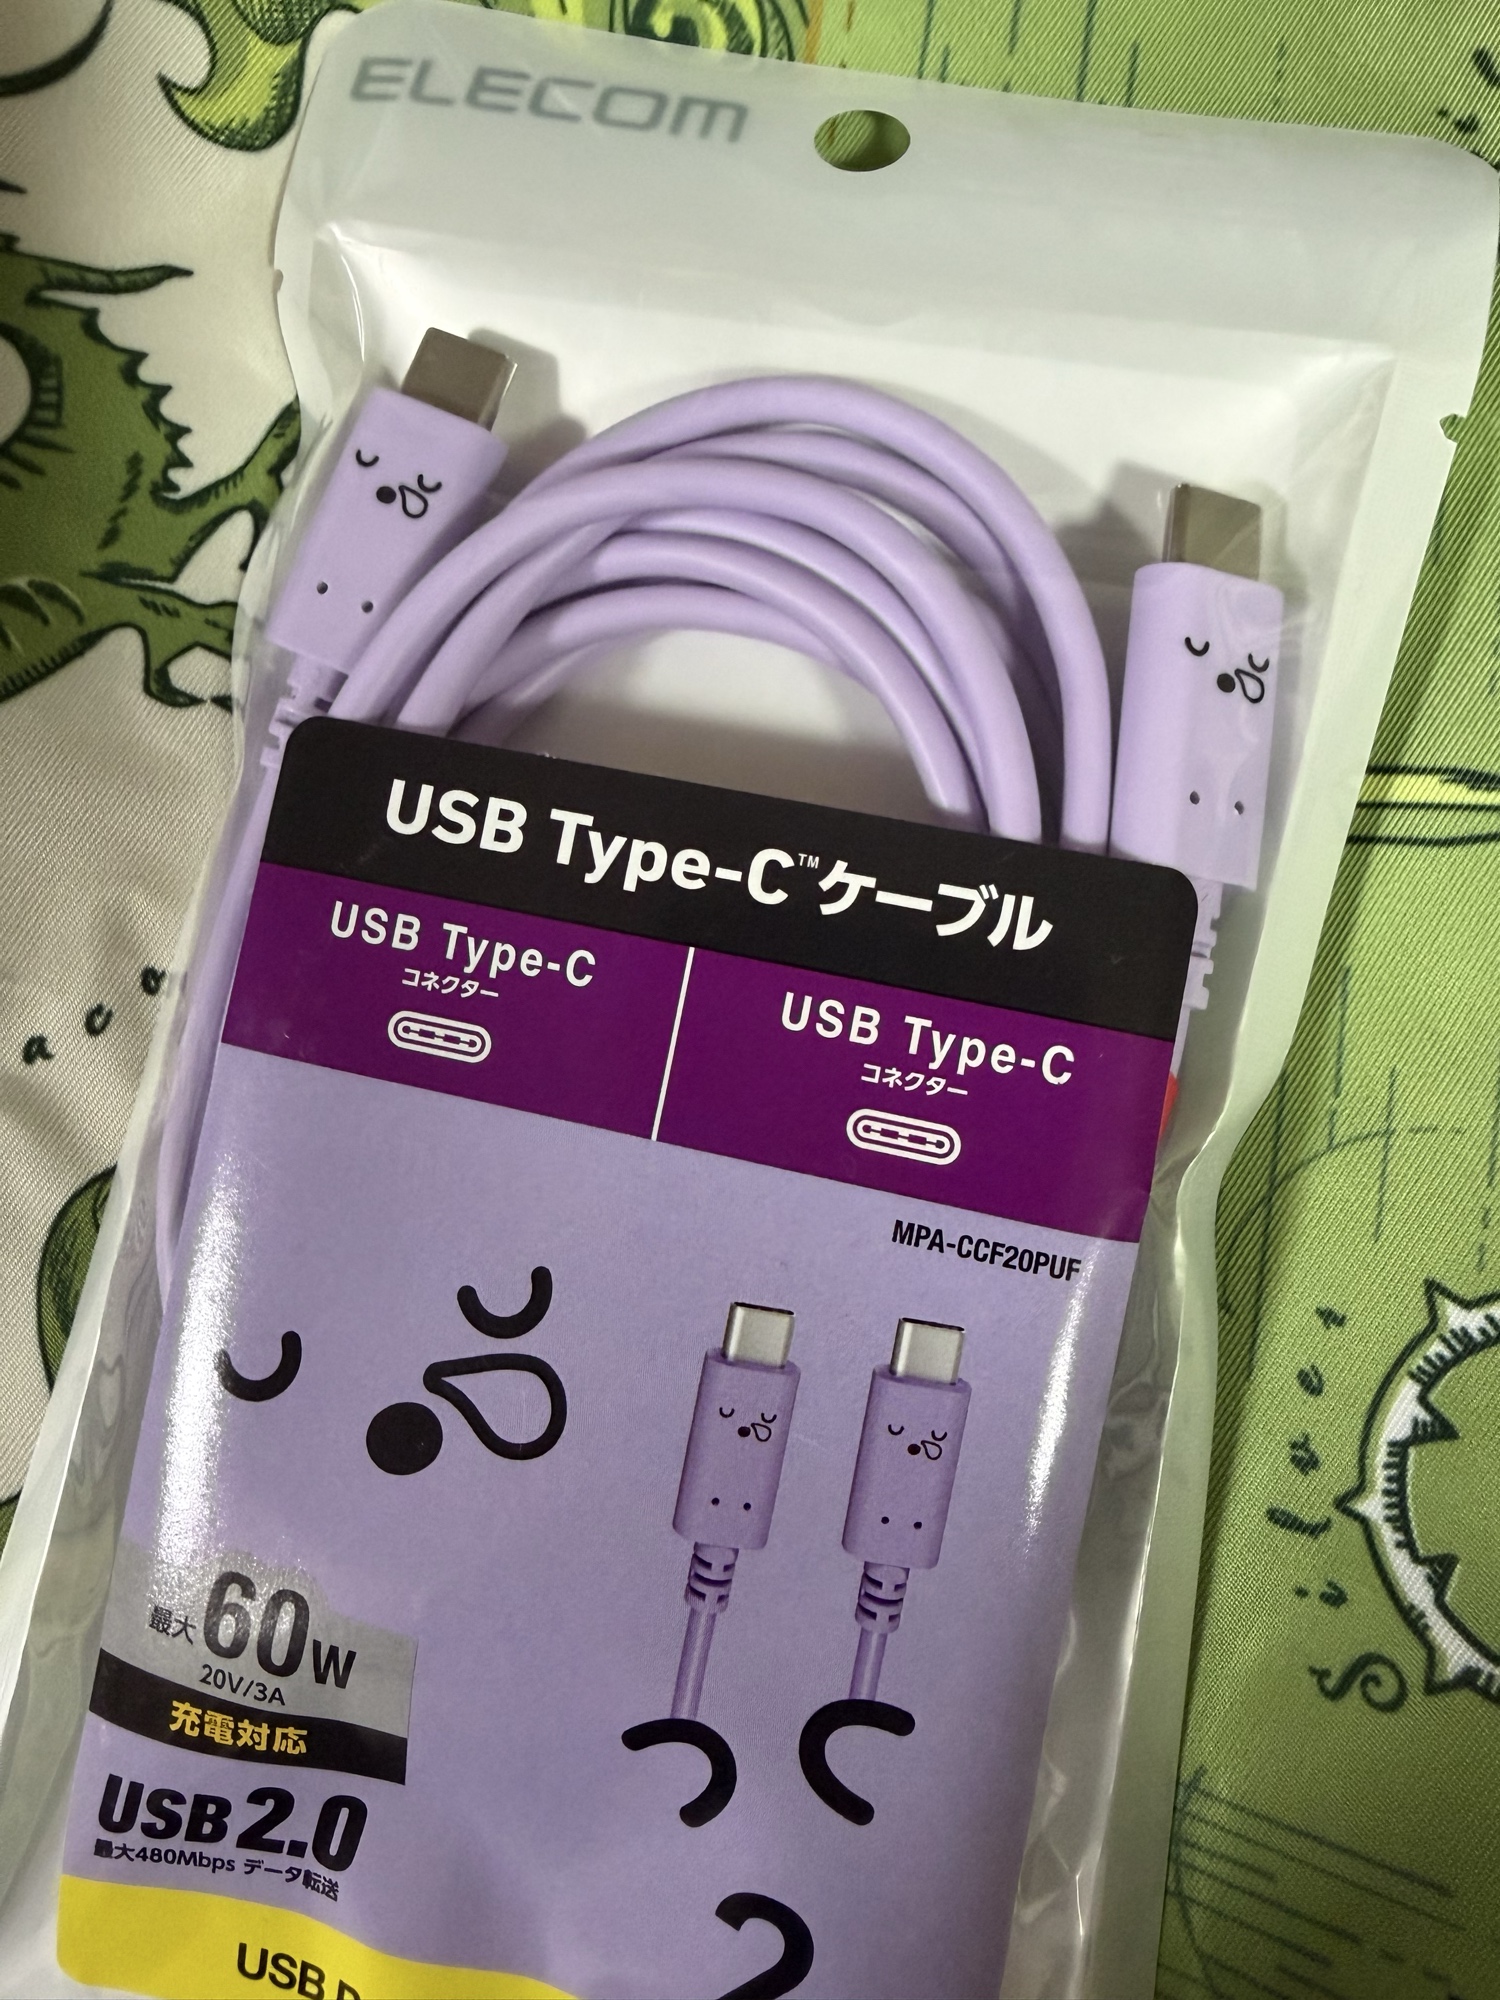 ELECOM
USB Type-C™ケーブル
USB Type-C
コネクター
USB Type-C
コネクター
MPA-CCF20PUF
最大60W
20V/3A
充電対応
USB2.0
最大480Mbps データ転送
USB